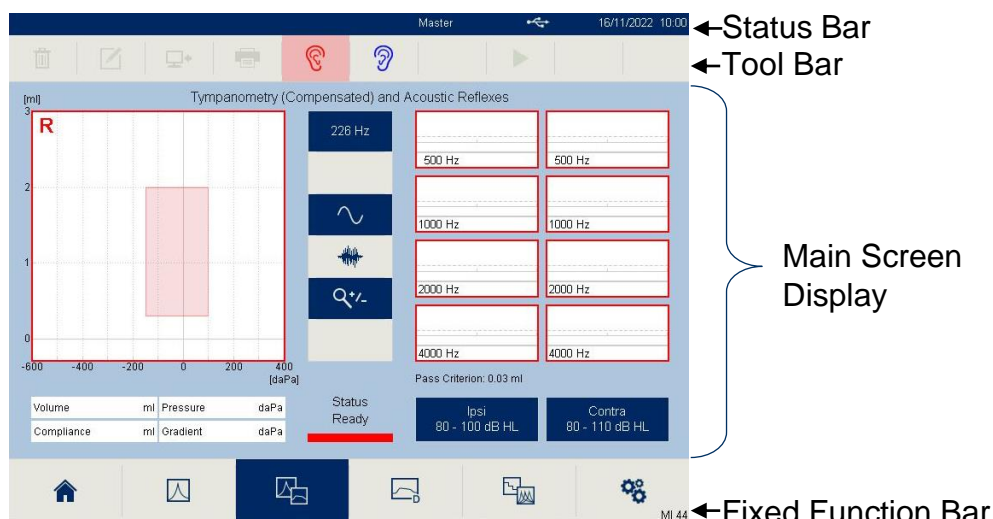 Master 16/11/2022 10:00
Status Bar
Tool Bar
Tympanometry (Compensated) and Acoustic Reflexes
[ml]
3
R
2
1
0
-600 -400 -200 0 200 400
[daPa]
226 Hz
+/-
500 Hz 500 Hz
1000 Hz 1000 Hz
2000 Hz 2000 Hz
4000 Hz 4000 Hz
Pass Criterion: 0.03 ml
Main Screen
Display
Volume ml Pressure daPa
Compliance ml Gradient daPa
Status
Ready
Ipsi
80 - 100 dB HL
Contra
80 - 110 dB HL
D
MI 44
Fixed Function Bar